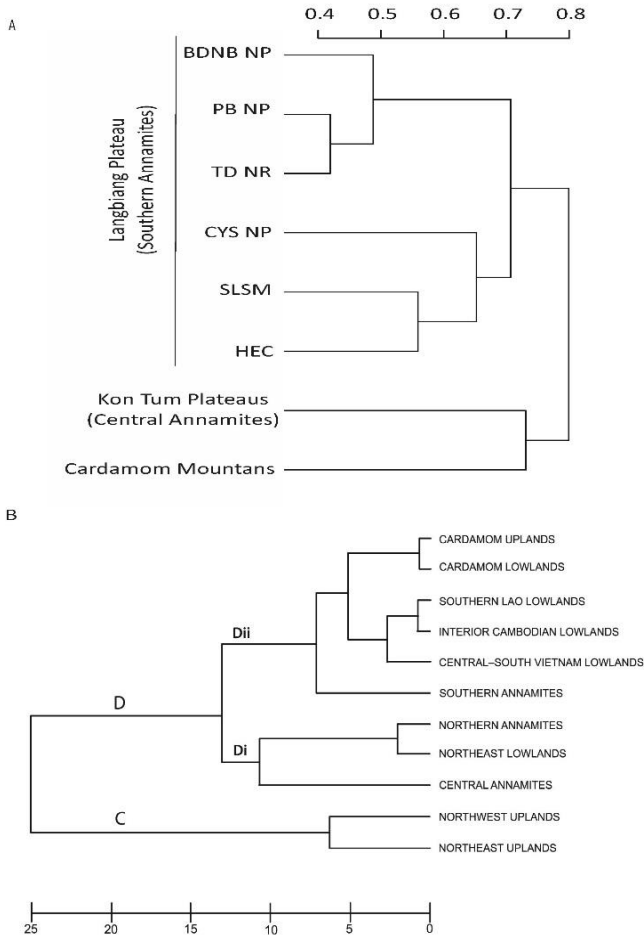 A
0.4 0.5 0.6 0.7 0.8
Langbiang Plateau
(Southern Annamites)
BDNB NP
PB NP
TD NR
CYS NP
SLSM
HEC
Kon Tum Plateaus
(Central Annamites)
Cardamom Mountans
B
CARDAMOM UPLANDS
CARDAMOM LOWLANDS
SOUTHERN LAO LOWLANDS
INTERIOR CAMBODIAN LOWLANDS
CENTRAL–SOUTH VIETNAM LOWLANDS
SOUTHERN ANNAMITES
NORTHERN ANNAMITES
NORTHEAST LOWLANDS
CENTRAL ANNAMITES
NORTHWEST UPLANDS
NORTHEAST UPLANDS
Dii
D
Di
C
25 20 15 10 5 0